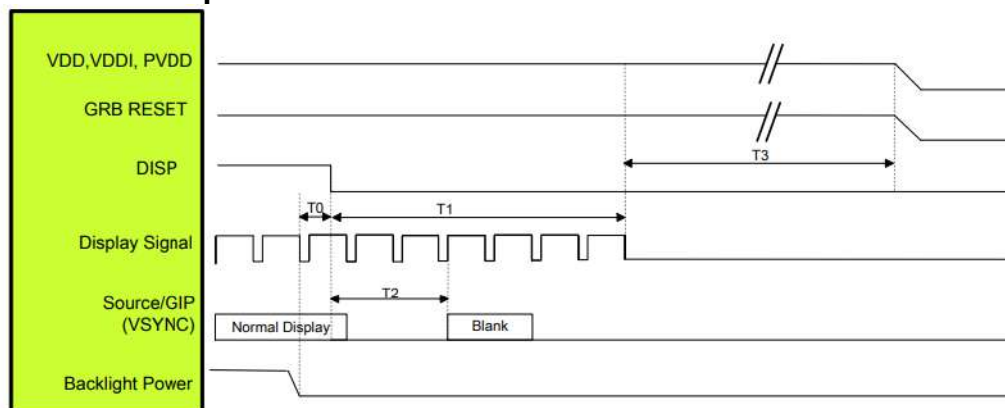 VDD,VDDI, PVDD
GRB RESET
T3
DISP
T0
T1
Display Signal
T2
Source/GIP
(VSYNC)
Normal Display
Blank
Backlight Power